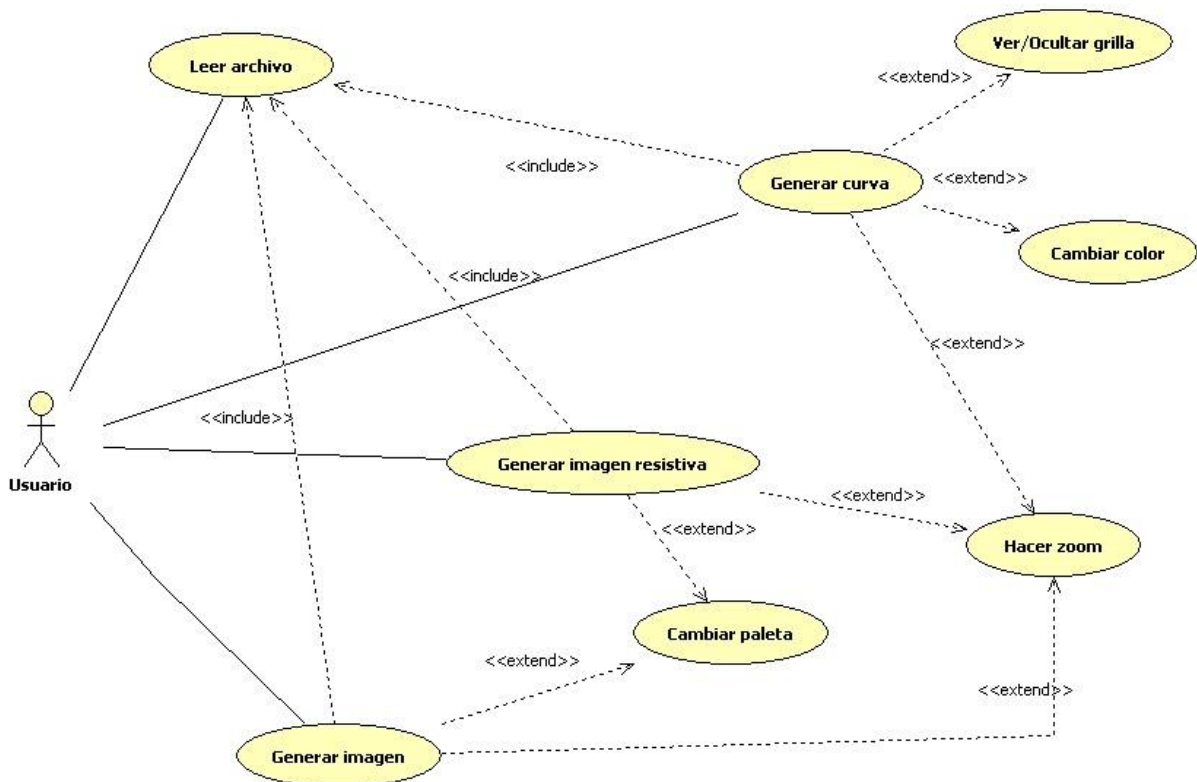 Ver/Ocultar grilla
Leer archivo
<<extend>>
<<include>>
Generar curva
<<extend>>
Cambiar color
<<include>>
<<extend>>
<<include>>
Generar imagen resistiva
Usuario
<<extend>>
<<extend>>
Hacer zoom
Cambiar paleta
<<extend>>
<<extend>>
Generar imagen